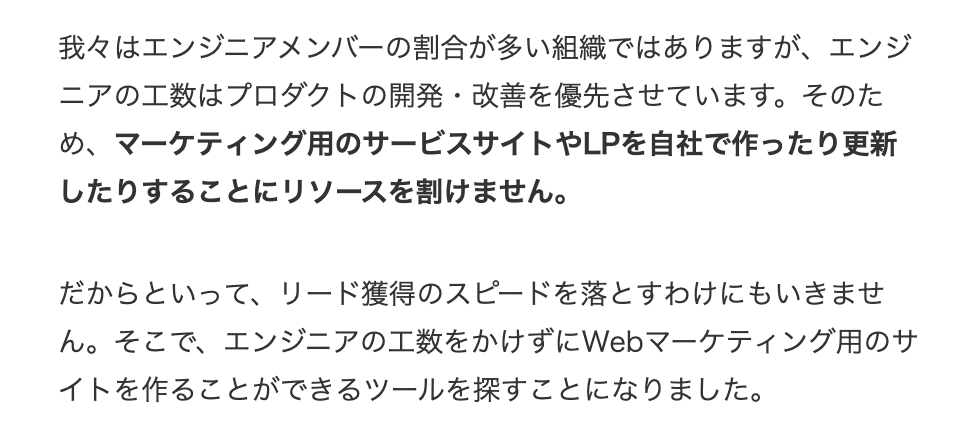 我々はエンジニアメンバーの割合が多い組織ではありますが、エンジ
ニアの工数はプロダクトの開発・改善を優先させています。そのた
め、マーケティング用のサービスサイトやLPを自社で作ったり更新
したりすることにリソースを割けません。
だからといって、リード獲得のスピードを落とすわけにもいきませ
ん。そこで、エンジニアの工数をかけずにWebマーケティング用のサ
イトを作ることができるツールを探すことになりました。